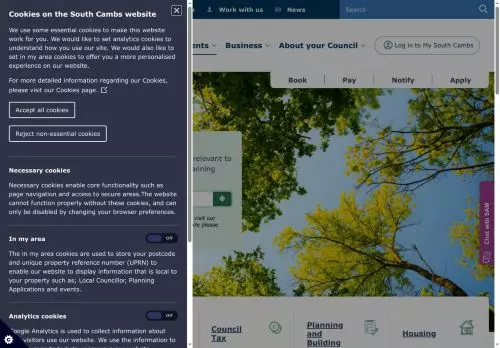 Cookies on the South Cambs website
We use some essential cookies to make this website
work for you. We would like to set analytics cookies to
understand how you use our site. We would also like to
set in my area cookies to offer you a more personalised
experience on our website.
For more detailed information regarding our Cookies,
please visit our Cookies page.
Accept all cookies
Reject non-essential cookies
Necessary cookies
Necessary cookies enable core functionality such as
page navigation and access to secure areas.The website
cannot function properly without these cookies, and can
only be disabled by changing your browser preferences.
In my area
Off
The in my area cookies are used to store your postcode
and unique property reference number (UPRN) to
enable our website to display information that is local to
your property such as; Local Councillor, Planning
Applications and events.
Analytics cookies
Off
Google Analytics is used to collect information about
visitors use our website. We use the information to
Work with us
News
Search
ents
Business
About your Council
Log in to My South Cambs
Book
Pay
Notify
Apply
relevant to
nning
visit our
de please
Chat with SAM
Council
Tax
Planning
and
Building
Housing